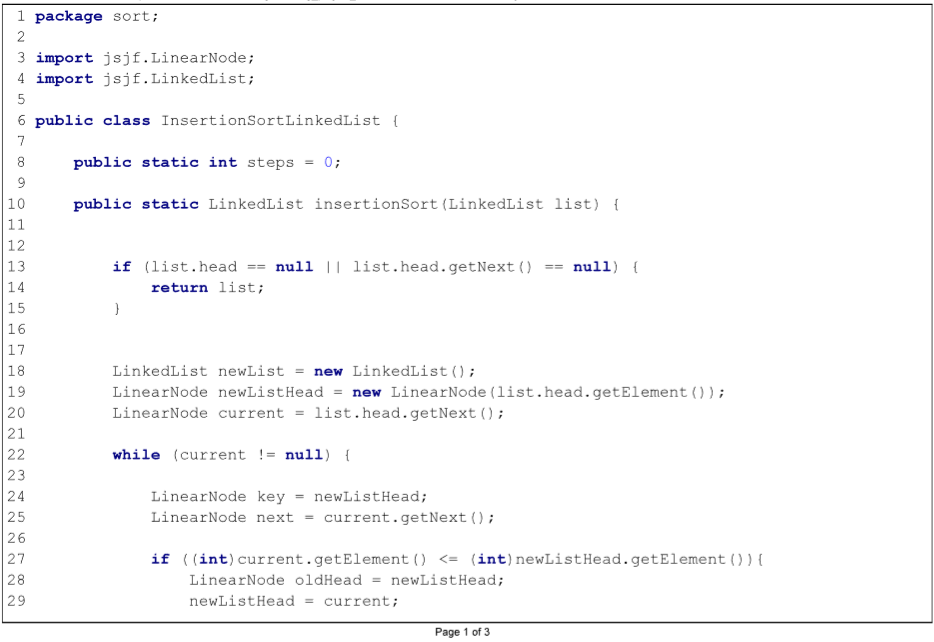 1 package sort;
2
3 import jsjf.LinearNode;
4 import jsjf.LinkedList;
5
6 public class InsertionSortLinkedList {
7
8     public static int steps = 0;
9
10     public static LinkedList insertionSort(LinkedList list) {
11
12
13         if (list.head == null || list.head.getNext() == null) {
14             return list;
15         }
16
17
18         LinkedList newList = new LinkedList();
19         LinearNode newListHead = new LinearNode(list.head.getElement());
20         LinearNode current = list.head.getNext();
21
22         while (current != null) {
23
24             LinearNode key = newListHead;
25             LinearNode next = current.getNext();
26
27             if ((int)current.getElement() <= (int)newListHead.getElement()){
28                 LinearNode oldHead = newListHead;
29                 newListHead = current;
Page 1 of 3